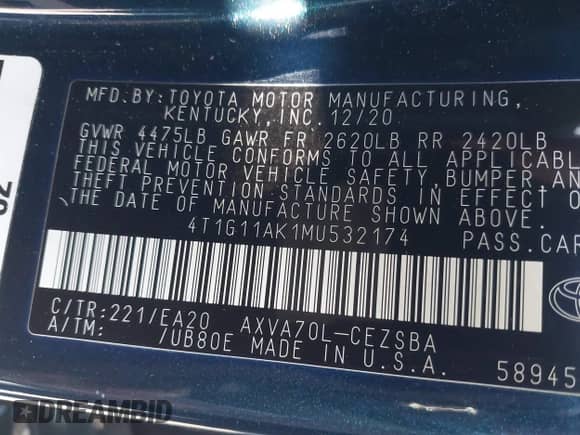 MFD.BY:TOYOTA MOTOR MANUFACTURING,
KENTUCKY,INC. 12/20
GVWR 4475LB GAWR FR 2620LB RR 2420LB
THIS VEHICLE CONFORMS TO ALL APPLICABLE
FEDERAL MOTOR VEHICLE SAFETY, BUMPER, AN
THEFT PREVENTION STANDARDS IN EFFECT O
THE DATE OF MANUFACTURE SHOWN ABOVE.
4T1G11AK1MU532174 PASS.CAR
C/TR:221/EA20 AXVA70L-CEZSBA
A/TM: /UB80E MADE IN U.S.A.
58945
DREAMBID